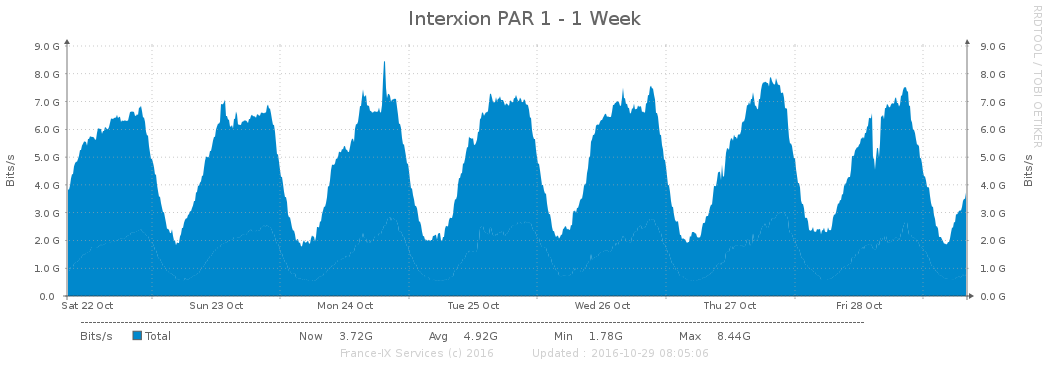 Interxion PAR 1 - 1 Week
RRDTOOL / TOBI OETIKER
Bits/s
Bits/s
9.0 G 9.0 G
8.0 G 8.0 G
7.0 G 7.0 G
6.0 G 6.0 G
5.0 G 5.0 G
4.0 G 4.0 G
3.0 G 3.0 G
2.0 G 2.0 G
1.0 G 1.0 G
0.0 0.0 G
Sat 22 Oct Sun 23 Oct Mon 24 Oct Tue 25 Oct Wed 26 Oct Thu 27 Oct Fri 28 Oct
Bits/s Total Now 3.72G Avg 4.92G Min 1.78G Max 8.44G
France-IX Services (c) 2016 Updated : 2016-10-29 08:05:06